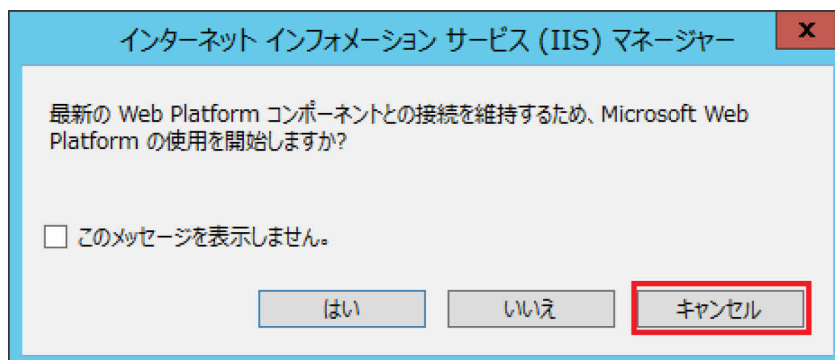 インターネット インフォメーション サービス (IIS) マネージャー
x
最新の Web Platform コンポーネントとの接続を維持するため、Microsoft Web
Platform の使用を開始しますか?
このメッセージを表示しません。
はい いいえ キャンセル